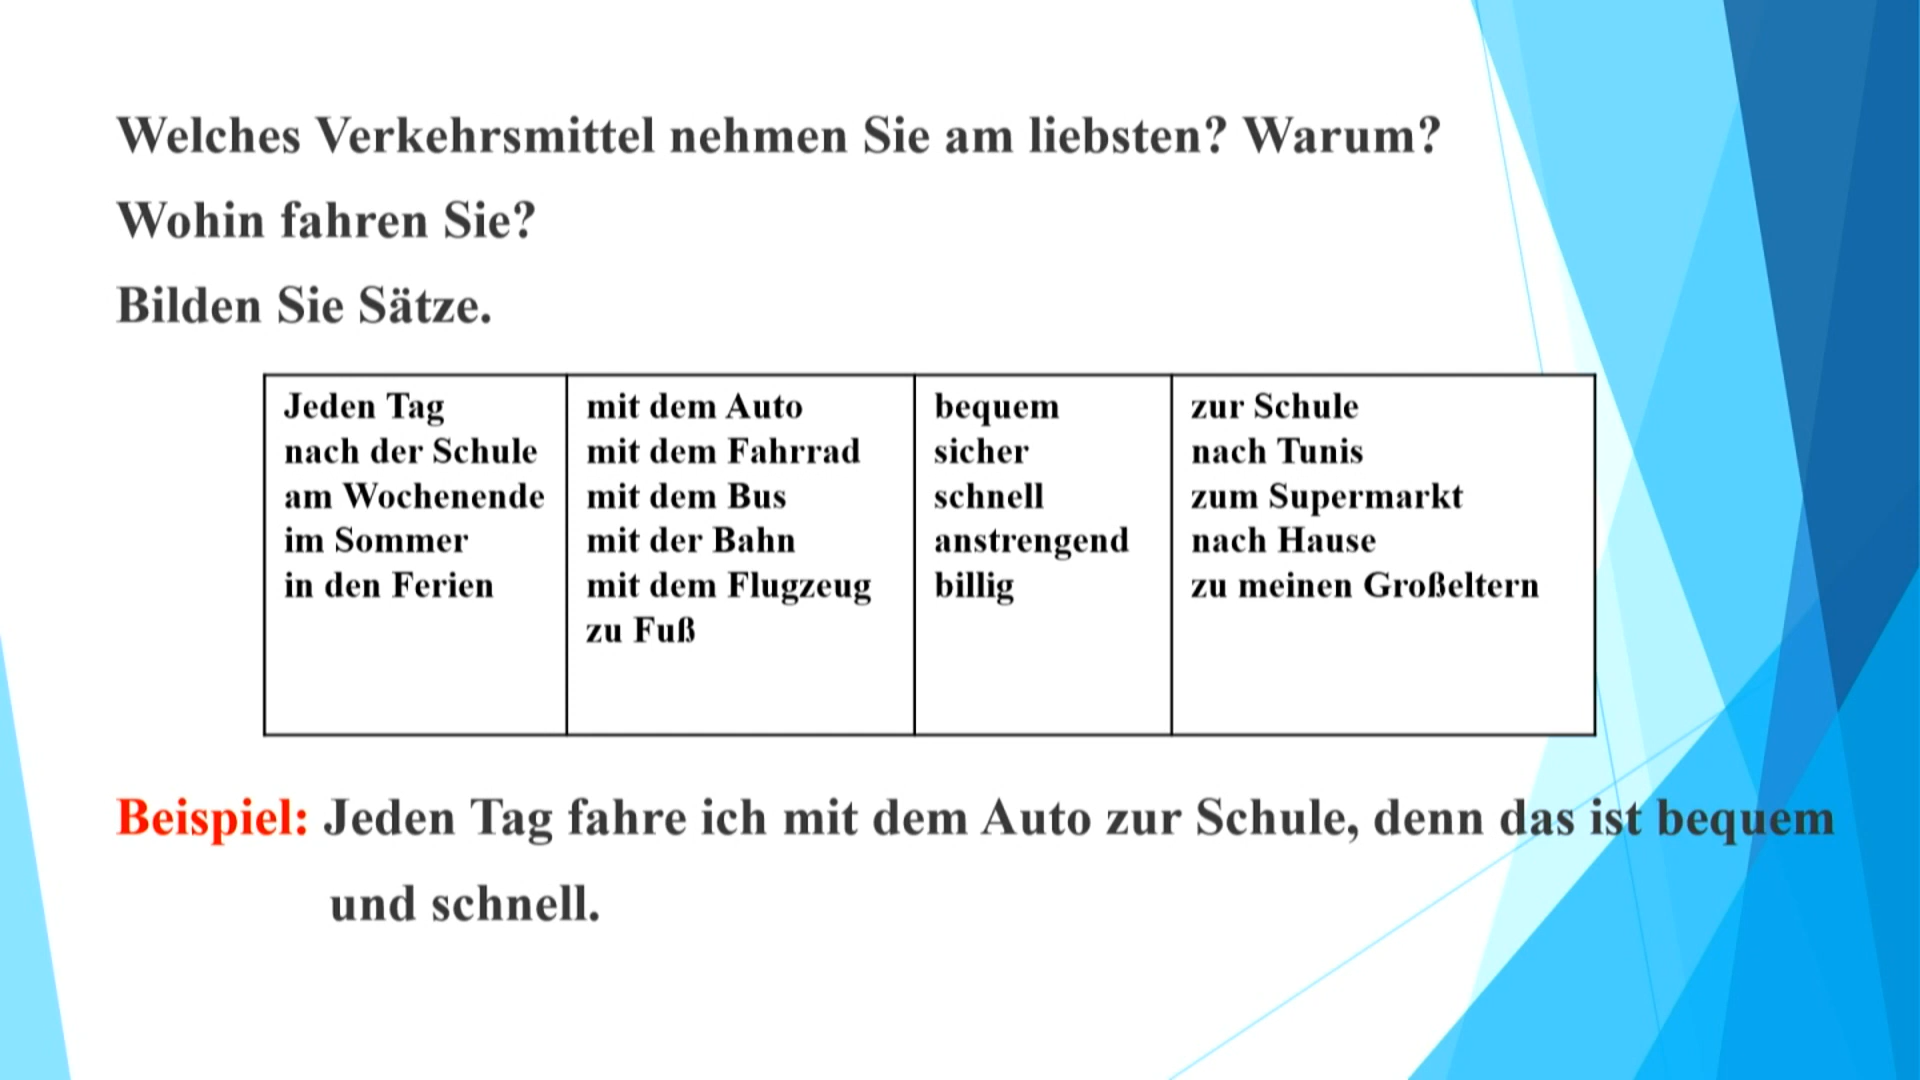 Welches Verkehrsmittel nehmen Sie am liebsten? Warum?
Wohin fahren Sie?
Bilden Sie Sätze.
Jeden Tag
nach der Schule
am Wochenende
im Sommer
in den Ferien
mit dem Auto
mit dem Fahrrad
mit dem Bus
mit der Bahn
mit dem Flugzeug
zu Fuß
bequem
sicher
schnell
anstrengend
billig
zur Schule
nach Tunis
zum Supermarkt
nach Hause
zu meinen Großeltern
Beispiel: Jeden Tag fahre ich mit dem Auto zur Schule, denn das ist bequem
und schnell.